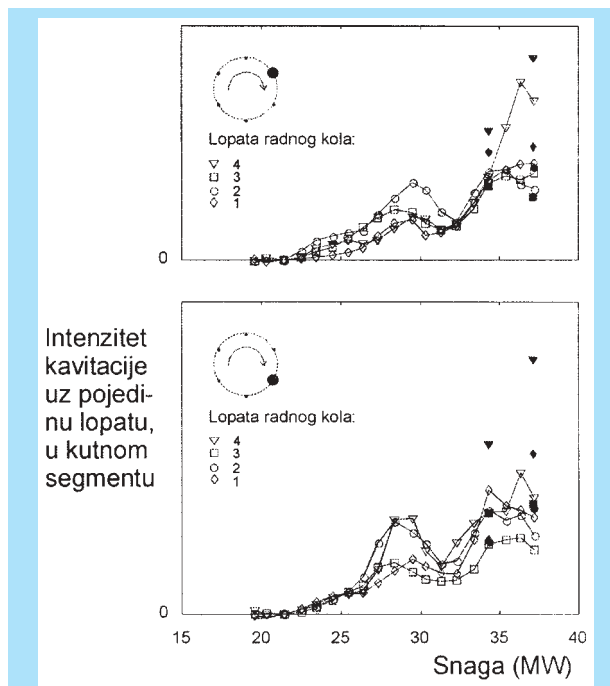 Lopata radnog kola:
▽ 4
□ 3
○ 2
◇ 1
0
Intenzitet
kavitacije
uz pojedi-
nu lopatu,
u kutnom
segmentu
Lopata radnog kola:
▽ 4
□ 3
○ 2
◇ 1
0
15 20 25 30 35 40
Snaga (MW)